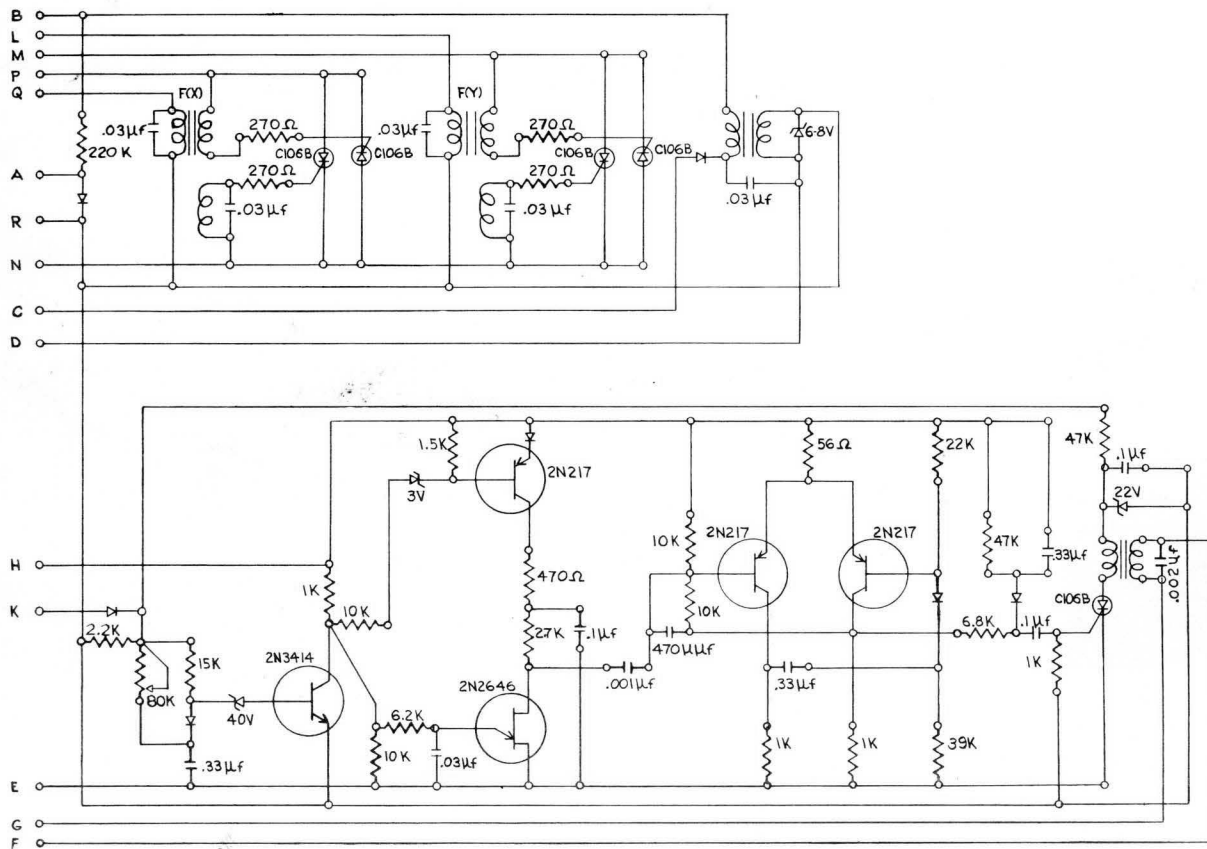 B
L
M
P
Q
F(X)
F(Y)
.03µf
270Ω
.03µf
270Ω
6.8V
220 K
C106B
C106B
C106B
C106B
A
270Ω
270Ω
.03µf
R
.03µf
.03µf
N
C
D
1.5K
56Ω
22K
47K
.1µf
2N217
3V
22V
10K
2N217
2N217
47K
.33µf
.002µf
H
1K
470Ω
C106B
K
10K
10K
2.2K
27K
.1µf
6.8K
.1µf
15K
2N3414
470µµf
1K
80K
40V
2N2646
.001µf
.33µf
6.2K
10K
.03µf
1K
1K
39K
.33µf
E
G
F